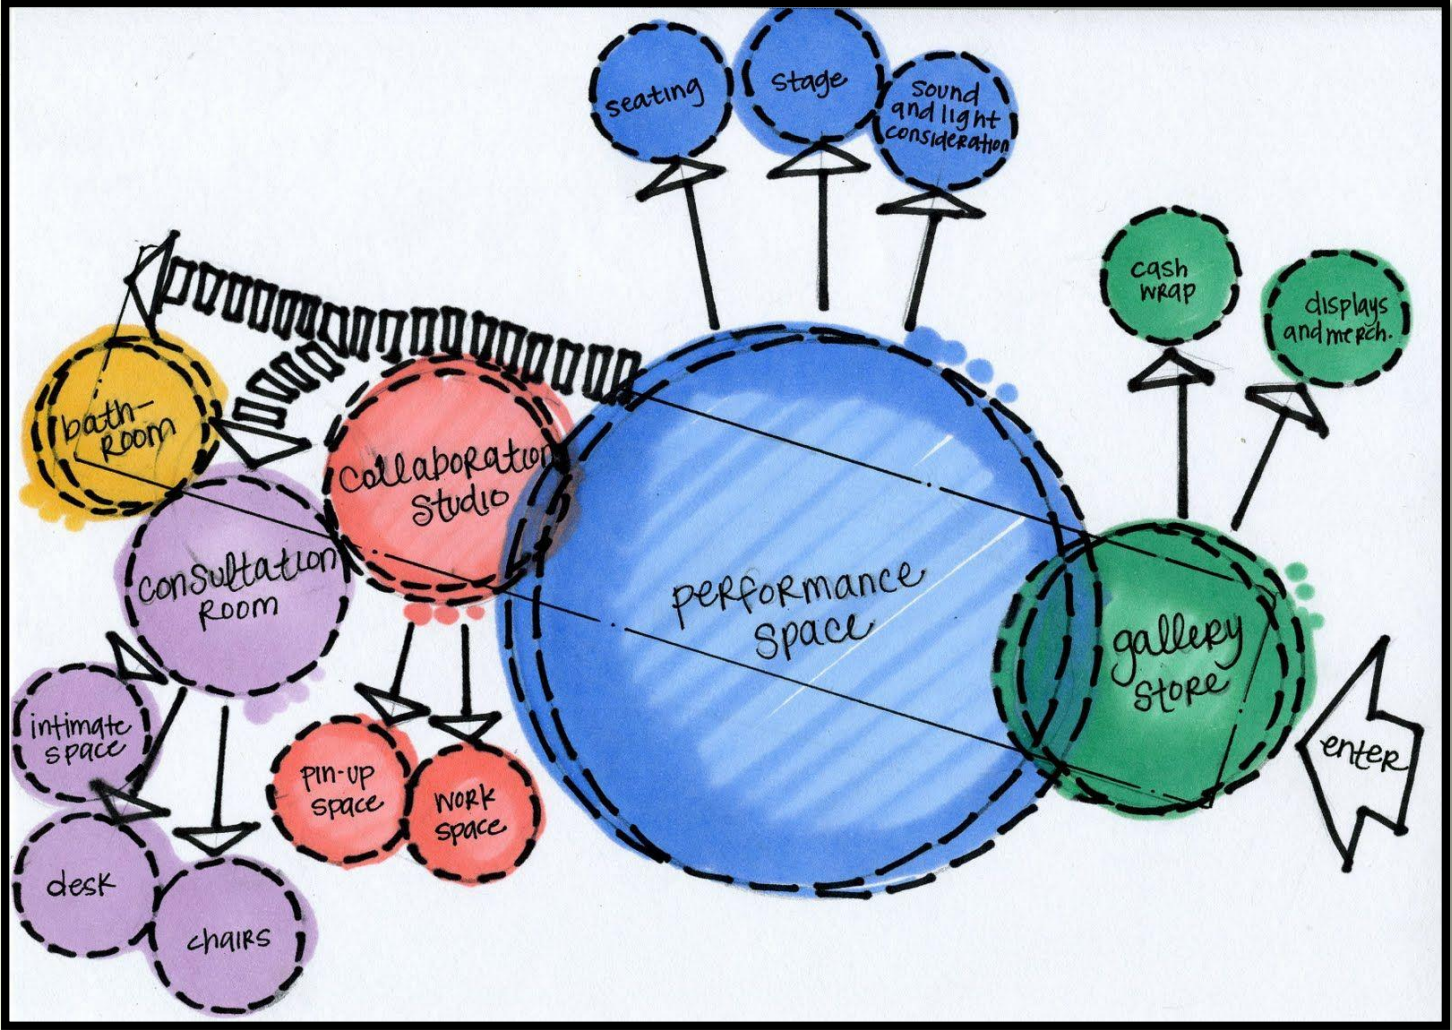 seating
stage
sound
and light
consideration
cash
wrap
displays
and merch.
bath-
room
collaboration
studio
consultation
room
performance
space
gallery
store
enter
intimate
space
pin-up
space
work
space
desk
chairs